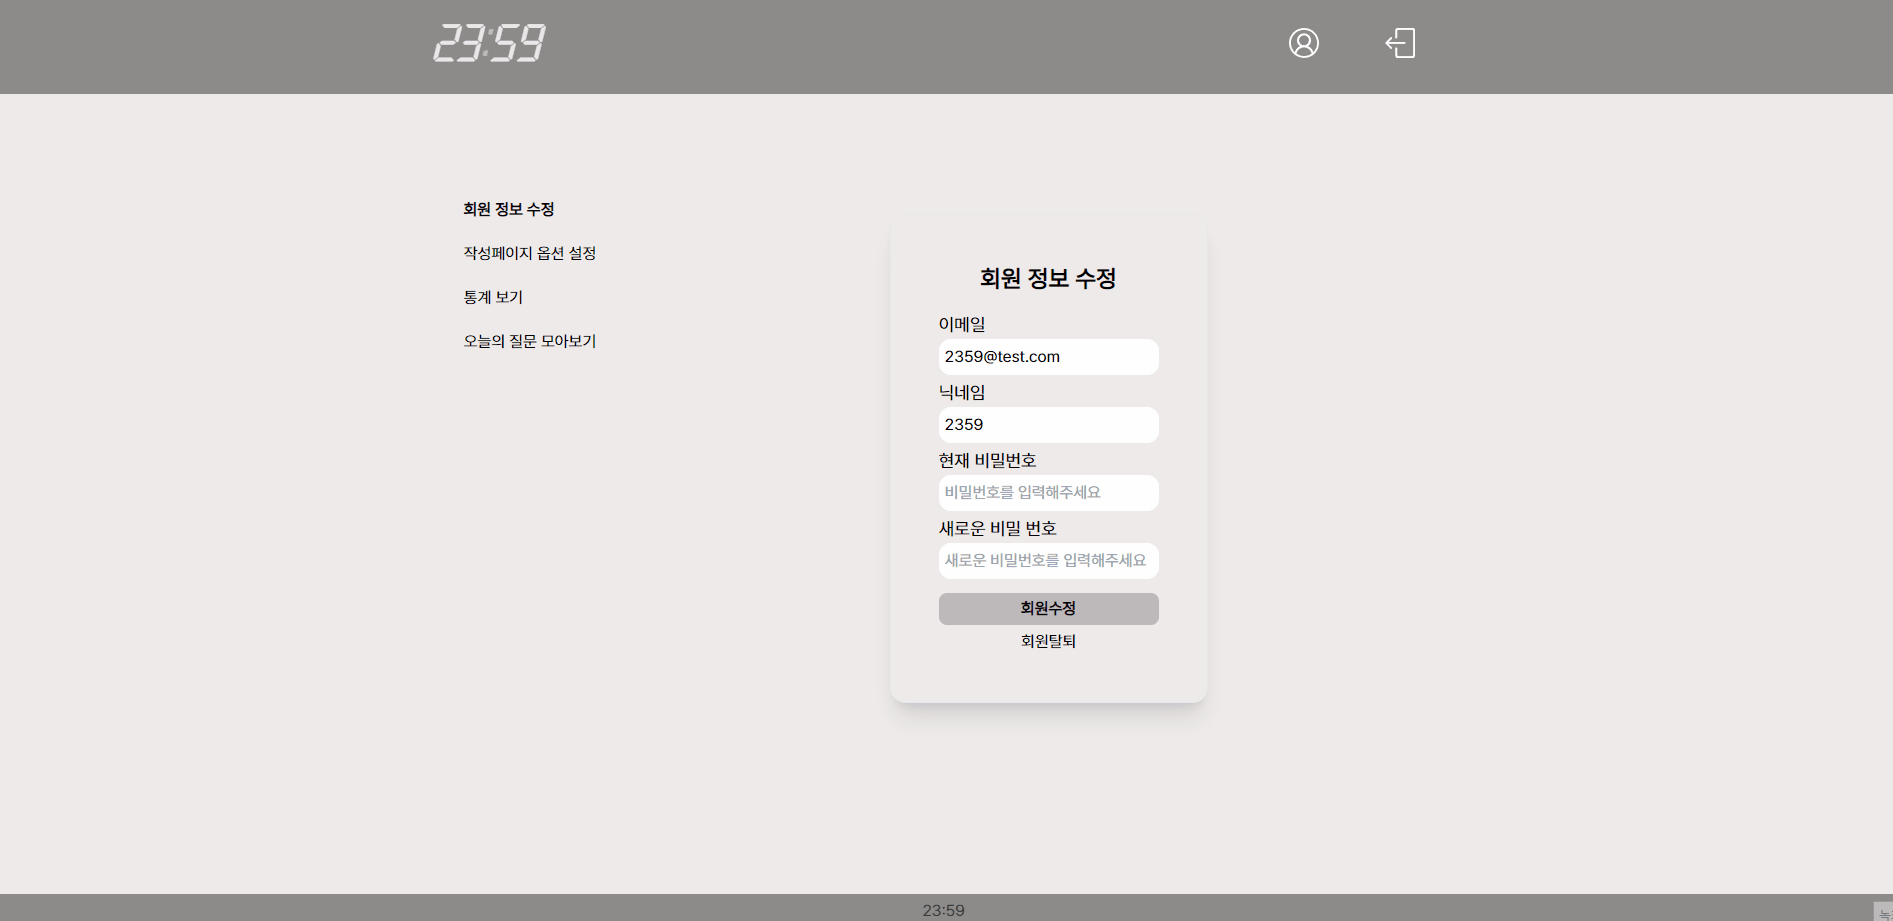 23:59
회원 정보 수정
작성페이지 옵션 설정
통계 보기
오늘의 질문 모아보기
회원 정보 수정
이메일
2359@test.com
닉네임
2359
현재 비밀번호
비밀번호를 입력해주세요
새로운 비밀 번호
새로운 비밀번호를 입력해주세요
회원수정
회원탈퇴
23:59